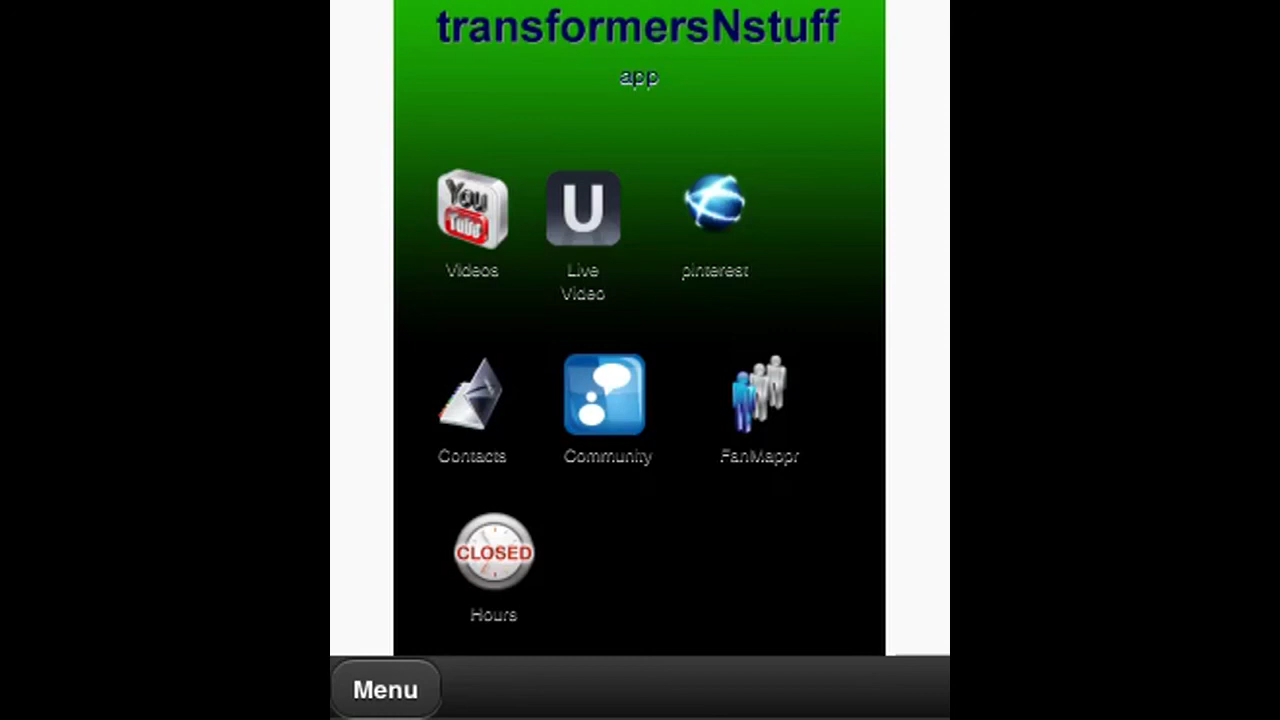 transformersNstuff
app
You
Tube
U
Videos
Live
Video
pinterest
Contacts
Community
FanMappr
CLOSED
Hours
Menu